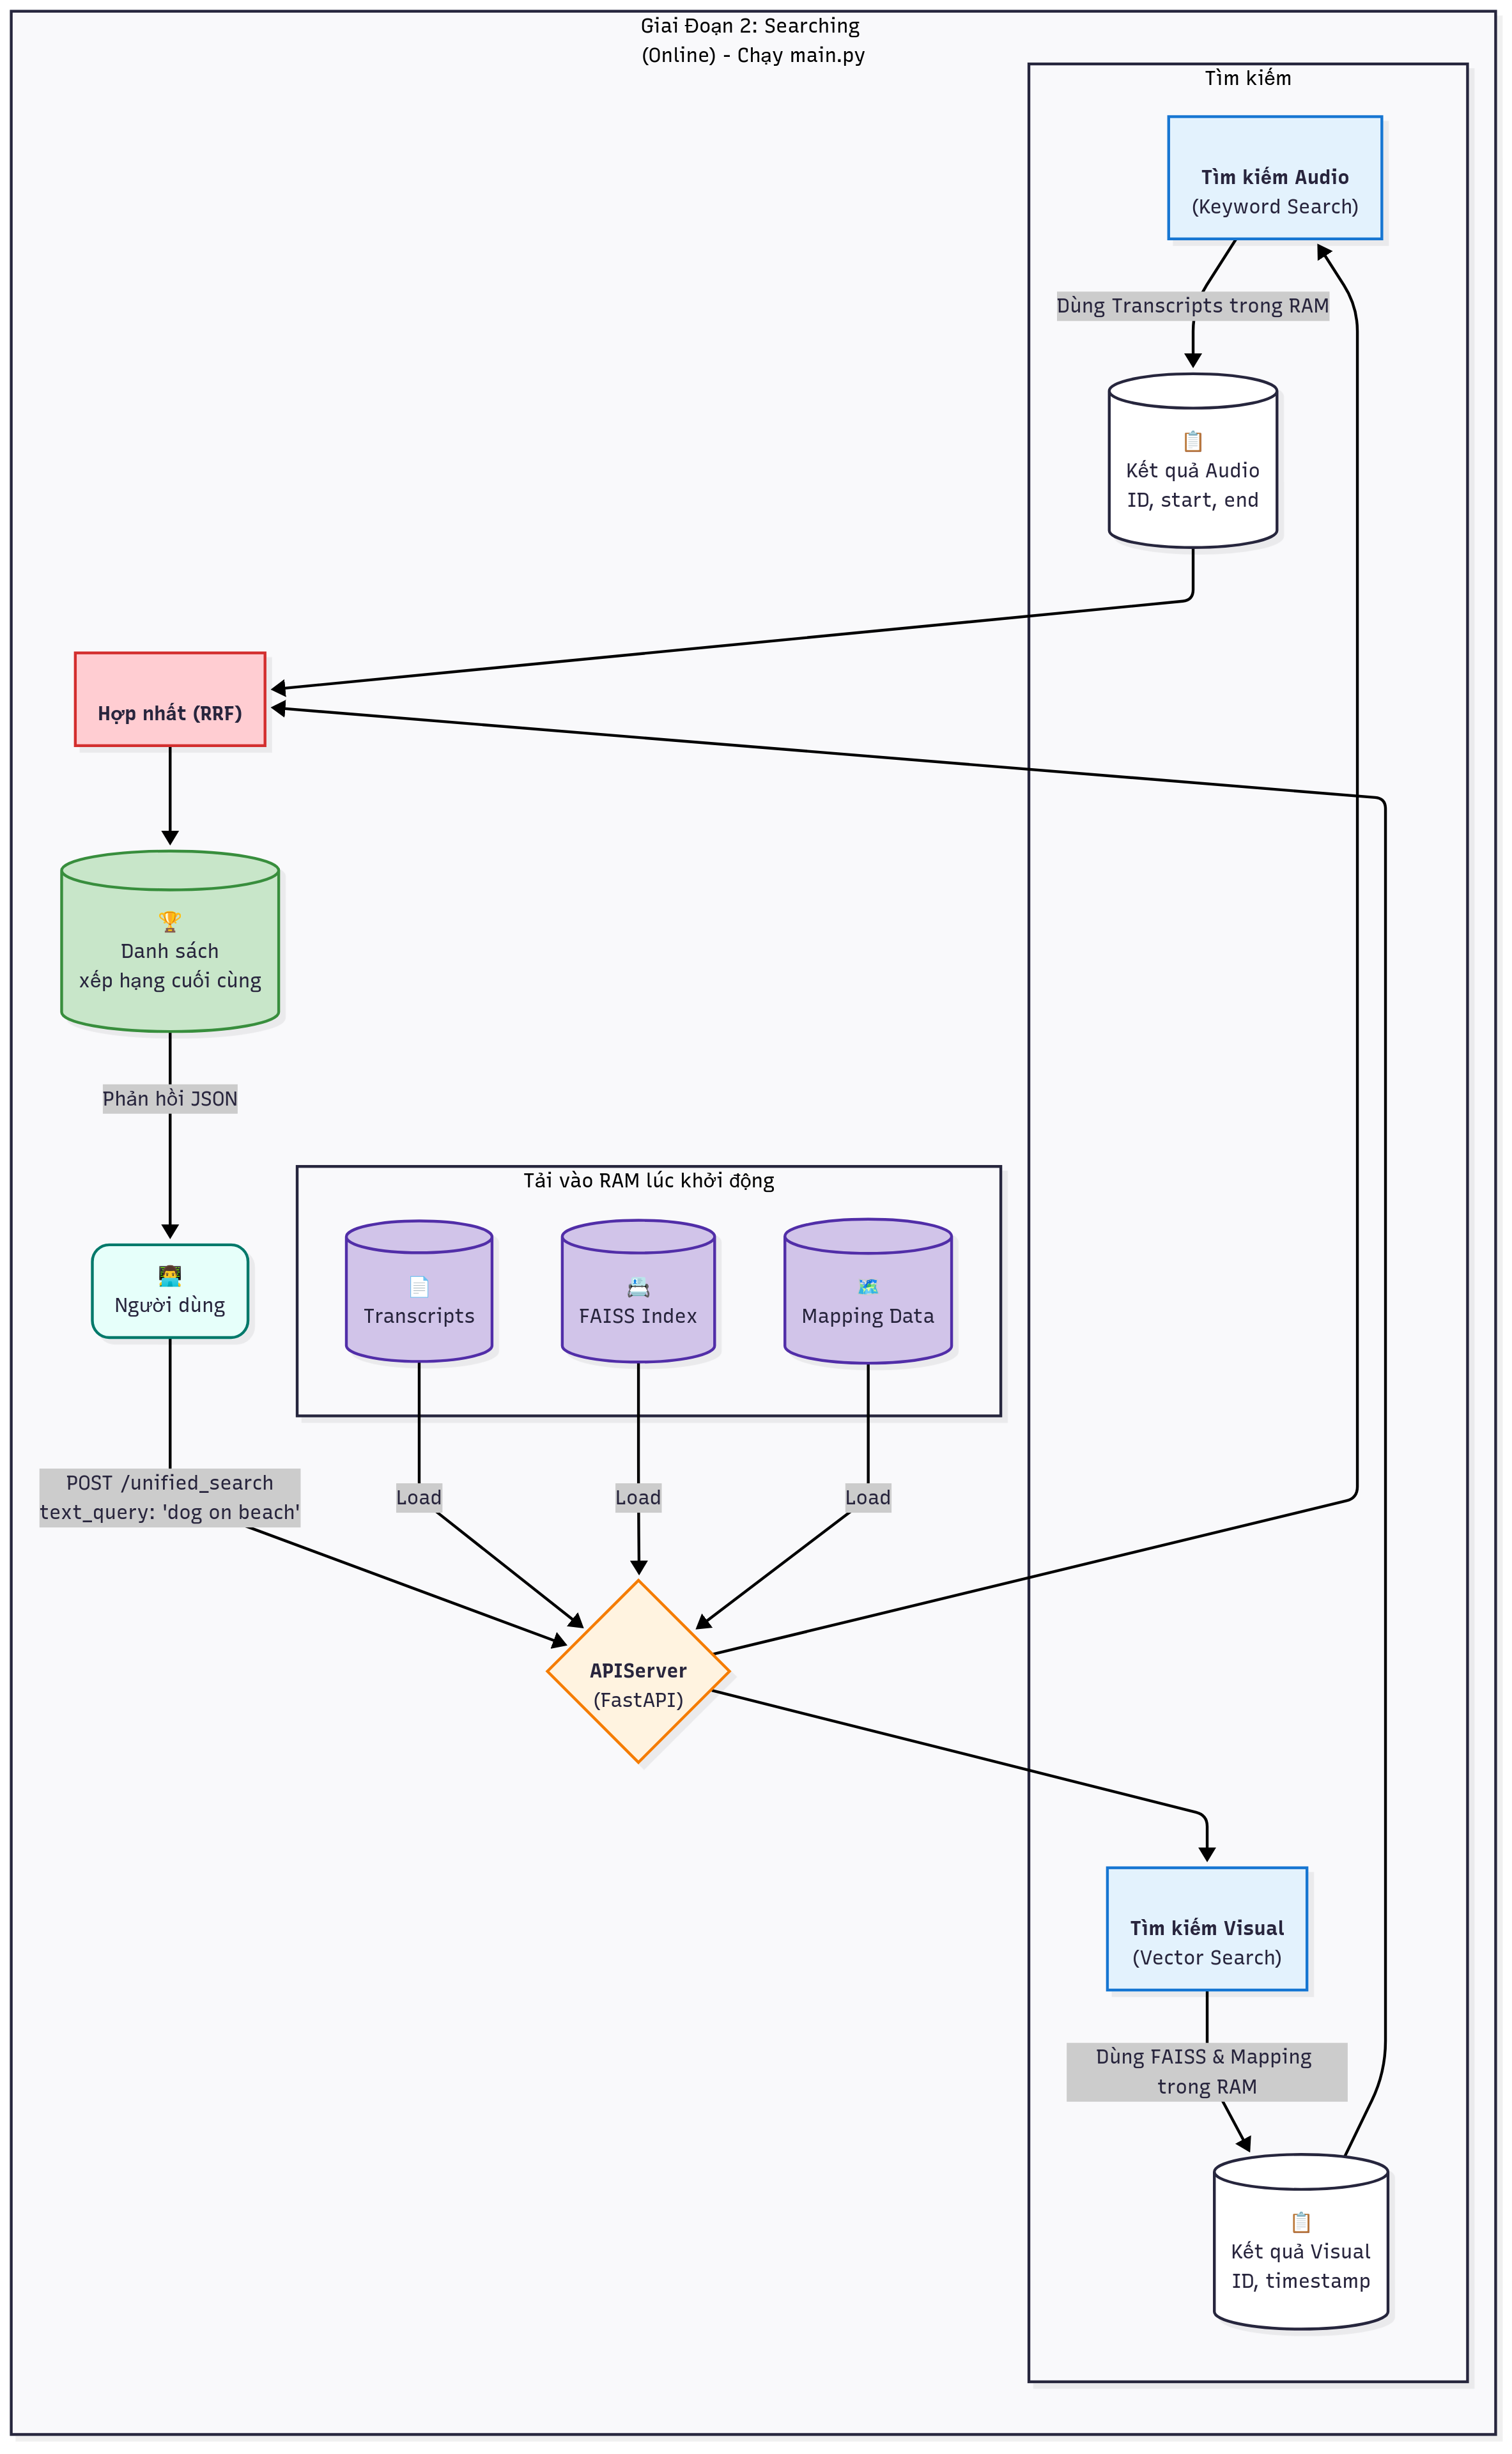 Giai Đoạn 2: Searching
(Online) - Chạy main.py
Tìm kiếm
Tìm kiếm Audio
(Keyword Search)
Dùng Transcripts trong RAM
Kết quả Audio
ID, start, end
Hợp nhất (RRF)
Danh sách
xếp hạng cuối cùng
Phản hồi JSON
Tải vào RAM lúc khởi động
Người dùng
Transcripts
FAISS Index
Mapping Data
POST /unified_search
text_query: 'dog on beach'
Load
Load
Load
APIServer
(FastAPI)
Tìm kiếm Visual
(Vector Search)
Dùng FAISS & Mapping
trong RAM
Kết quả Visual
ID, timestamp